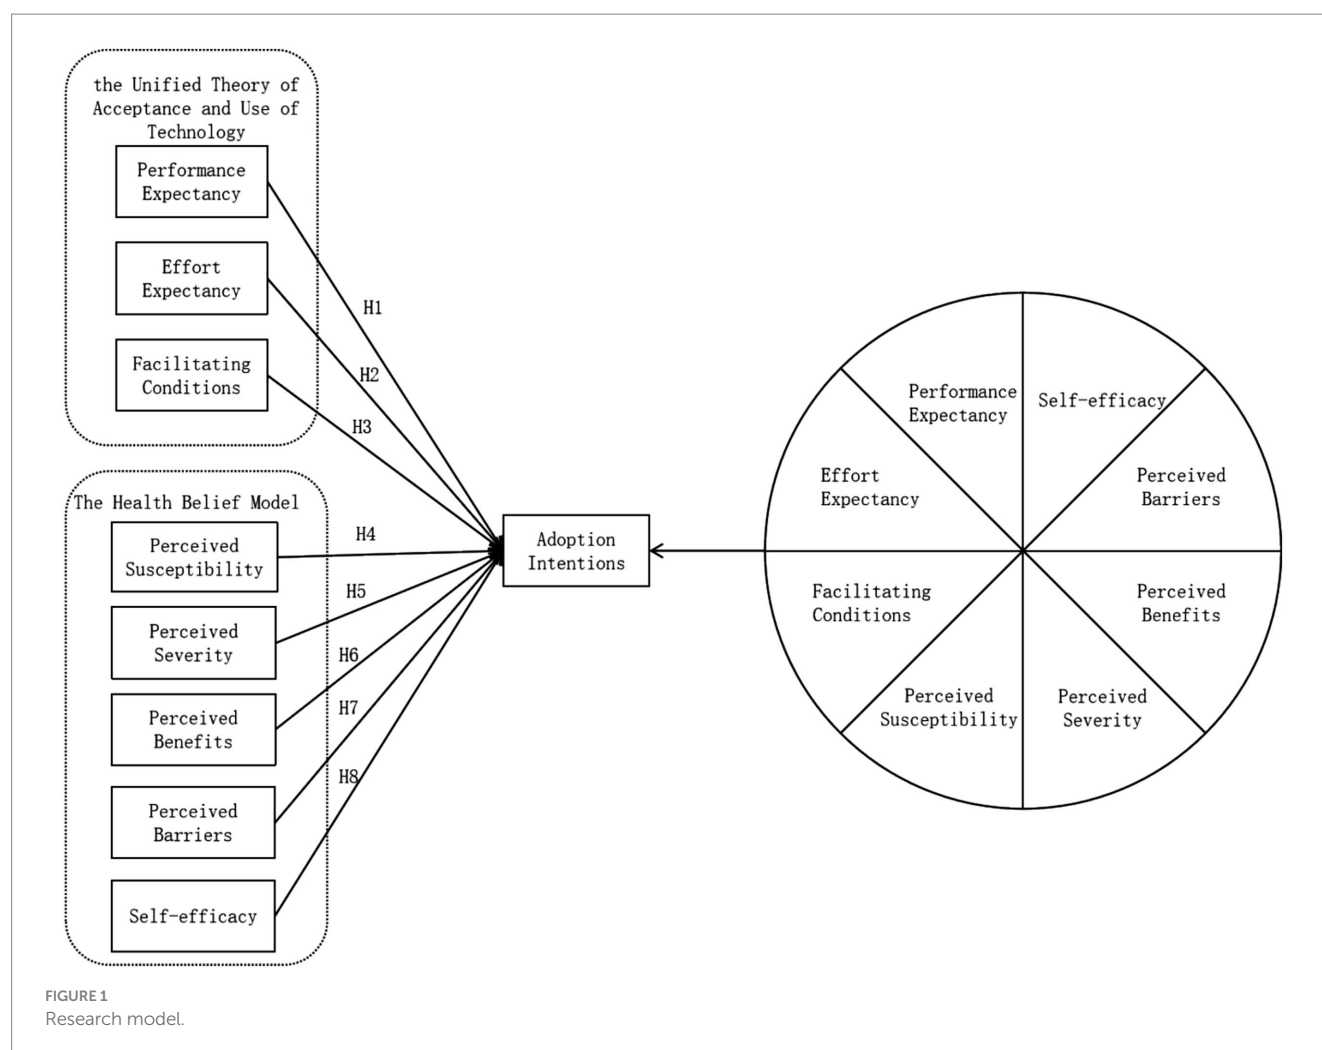 the Unified Theory of
Acceptance and Use of
Technology
Performance
Expectancy
Effort
Expectancy
Facilitating
Conditions
H1
H2
H3
The Health Belief Model
Perceived
Susceptibility
Perceived
Severity
Perceived
Benefits
Perceived
Barriers
Self-efficacy
H4
H5
H6
H7
H8
Adoption
Intentions
Performance
Expectancy
Self-efficacy
Effort
Expectancy
Perceived
Barriers
Facilitating
Conditions
Perceived
Benefits
Perceived
Susceptibility
Perceived
Severity
FIGURE 1
Research model.